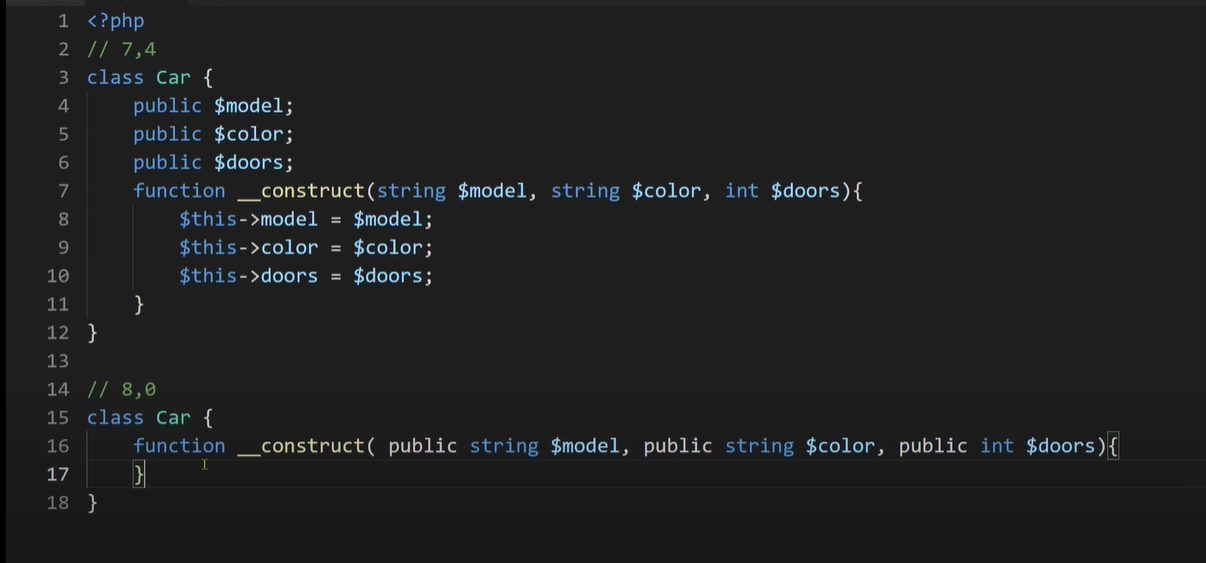 1 <?php
2 // 7,4
3 class Car {
4     public $model;
5     public $color;
6     public $doors;
7     function __construct(string $model, string $color, int $doors){
8         $this->model = $model;
9         $this->color = $color;
10         $this->doors = $doors;
11     }
12 }
13
14 // 8,0
15 class Car {
16     function __construct( public string $model, public string $color, public int $doors){
17     }
18 }